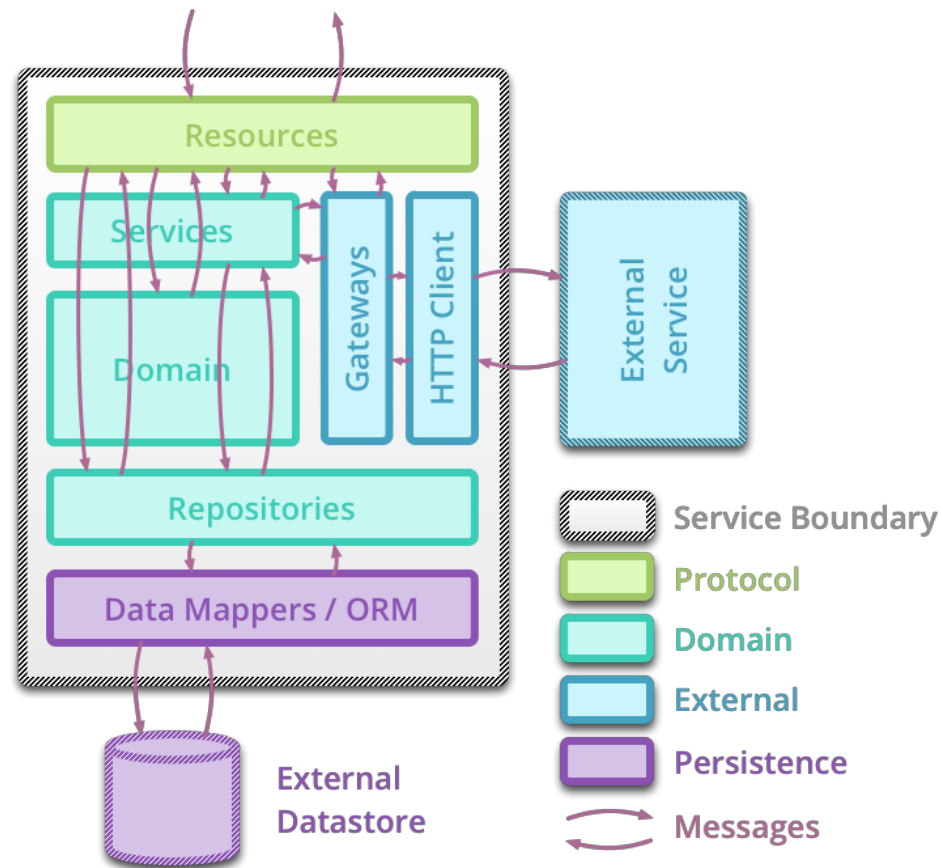 Resources
Services
Domain
Gateways
HTTP Client
External
Service
Repositories
Data Mappers / ORM
External
Datastore
Service Boundary
Protocol
Domain
External
Persistence
Messages